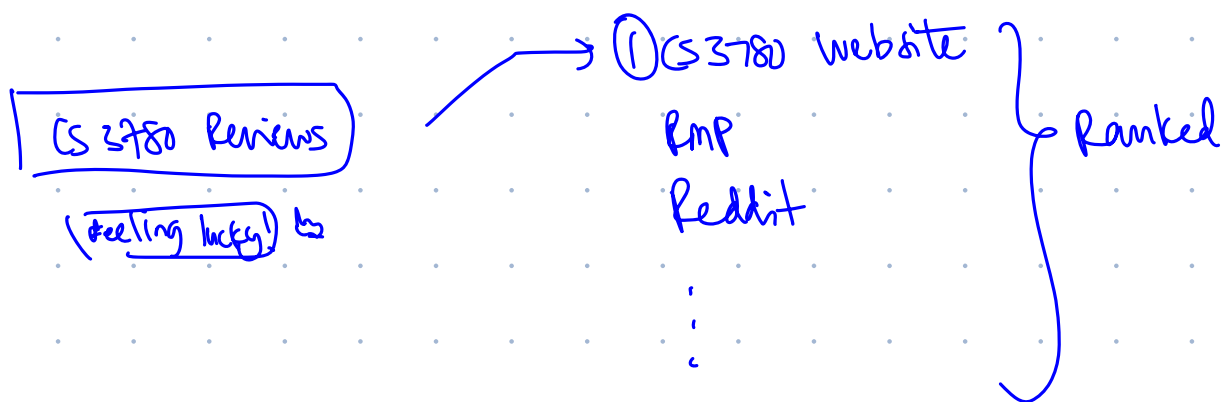 CS 3780 Reviews
feeling lucky!
① CS 3780 website
RMP
Reddit
⋮
Ranked